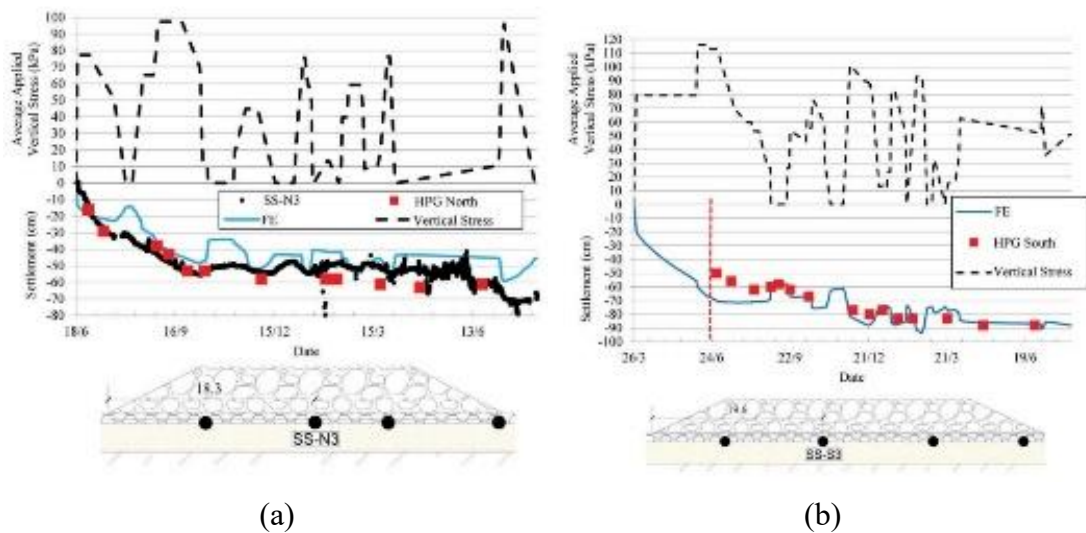 100
90
80
70
60
50
40
30
20
10
0
-10
-20
-30
-40
-50
-60
-70
-80
Average Applied
Vertical Stress (kPa)
Settlement (cm)
SS-N3
HPG North
FE
Vertical Stress
18/6
16/9
15/12
15/3
13/6
Date
18.3
SS-N3
(a)
120
110
100
90
80
70
60
50
40
30
20
10
0
-10
-20
-30
-40
-50
-60
-70
-80
-90
-100
Average Applied
Vertical Stress (kPa)
Settlement (cm)
FE
HPG South
Vertical Stress
26/3
24/6
22/9
21/12
21/3
19/6
Date
19.6
SS-S3
(b)